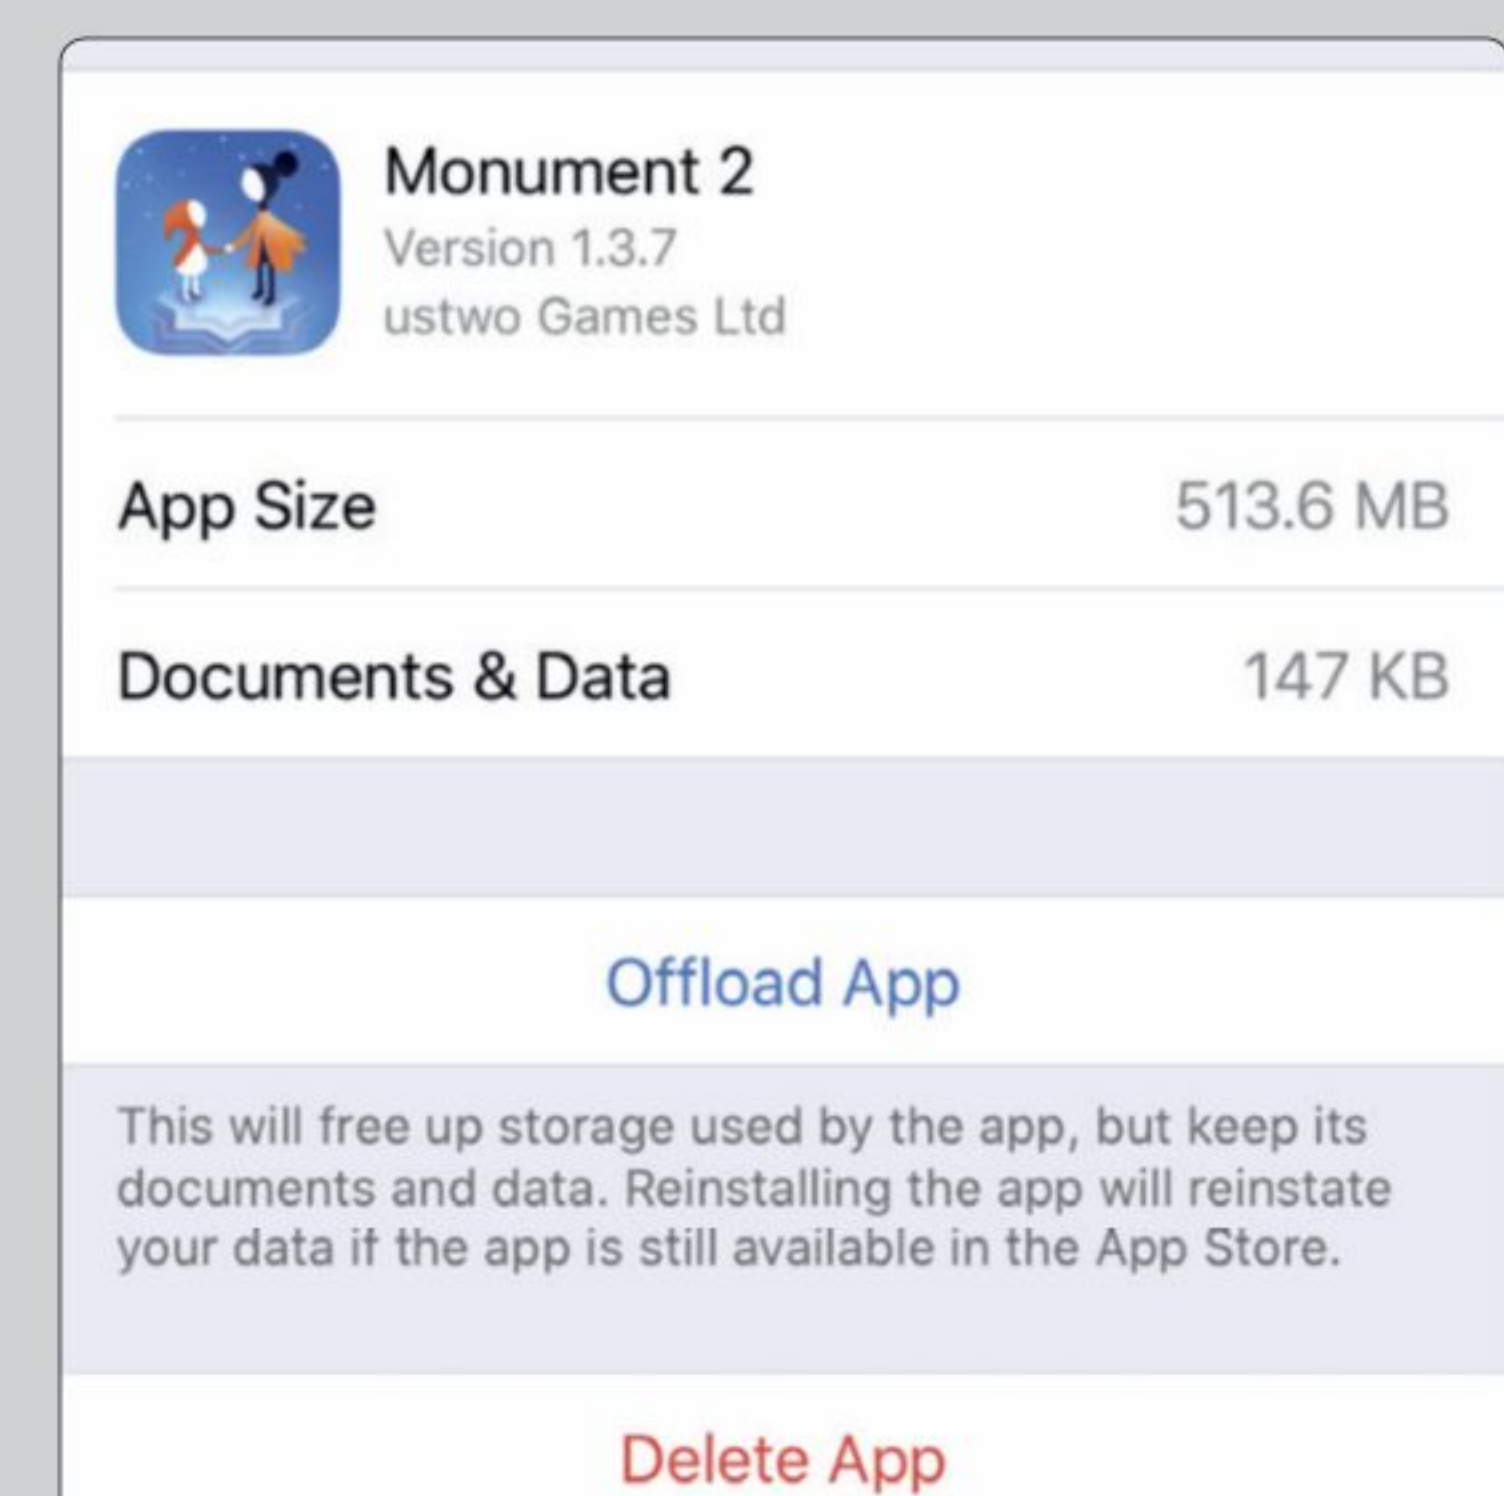 Monument 2
Version 1.3.7
ustwo Games Ltd
App Size
513.6 MB
Documents & Data
147 KB
Offload App
This will free up storage used by the app, but keep its
documents and data. Reinstalling the app will reinstate
your data if the app is still available in the App Store.
Delete App